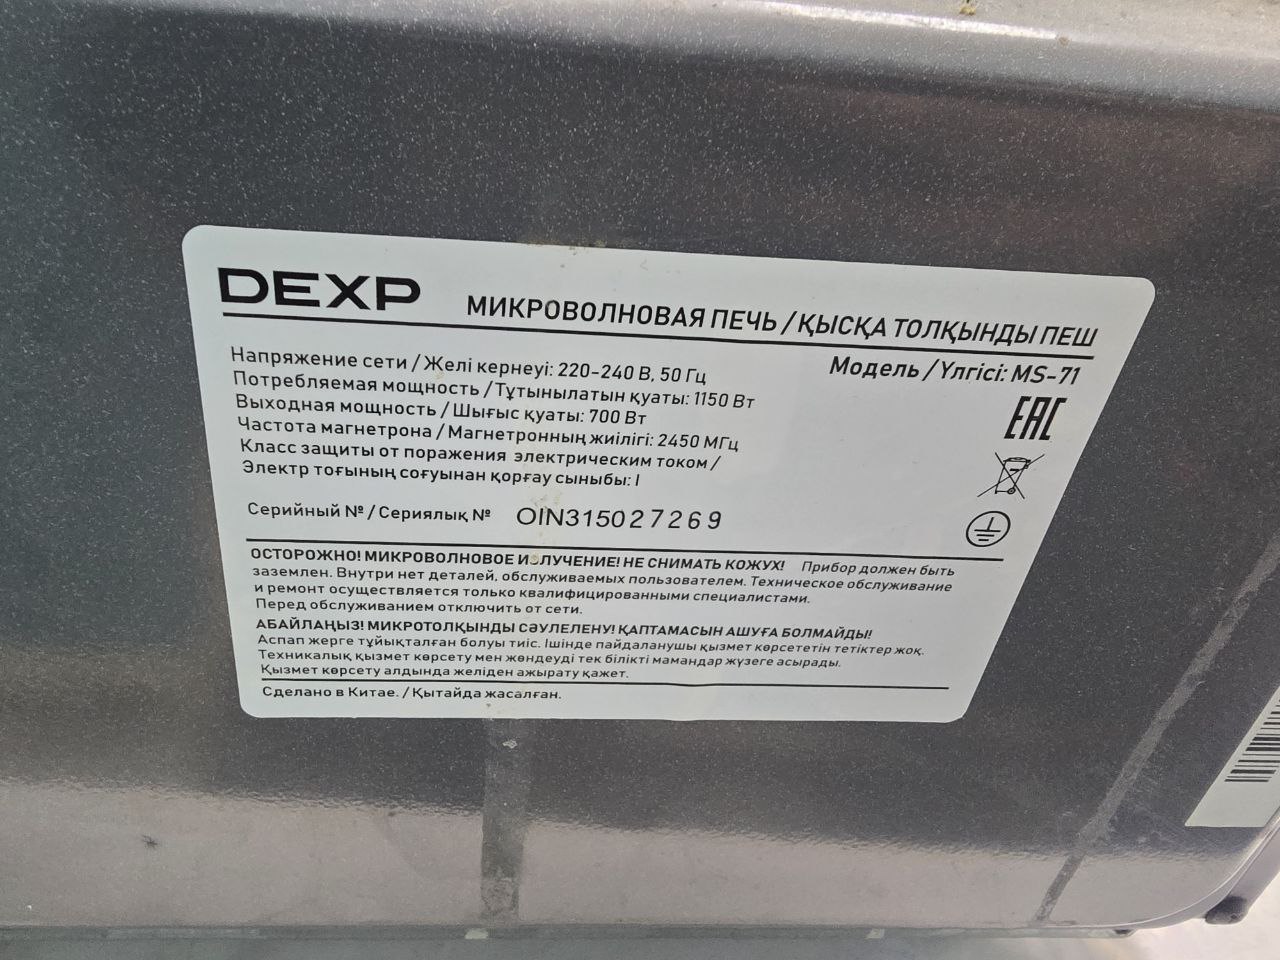 DEXP
МИКРОВОЛНОВАЯ ПЕЧЬ / ҚЫСҚА ТОЛҚЫНДЫ ПЕШ
Модель / Үлгісі: MS-71
Напряжение сети / Желі кернеуі: 220-240 В, 50 Гц
Потребляемая мощность / Тұтынылатын қуаты: 1150 Вт
Выходная мощность / Шығыс қуаты: 700 Вт
Частота магнетрона / Магнетронның жиілігі: 2450 МГц
Класс защиты от поражения электрическим током /
Электр тоғының соғуынан қорғау сыныбы: I
EAC
Серийный № / Сериялық № OIN315027269
ОСТОРОЖНО! МИКРОВОЛНОВОЕ ИЗЛУЧЕНИЕ! НЕ СНИМАТЬ КОЖУХ! Прибор должен быть
заземлен. Внутри нет деталей, обслуживаемых пользователем. Техническое обслуживание
и ремонт осуществляется только квалифицированными специалистами.
Перед обслуживанием отключить от сети.
АБАЙЛАҢЫЗ! МИКРОТОЛҚЫНДЫ СӘУЛЕЛЕНУ! ҚАПТАМАСЫН АШУҒА БОЛМАЙДЫ!
Аспап жерге тұйықталған болуы тиіс. Ішінде пайдаланушы қызмет көрсететін тетіктер жоқ.
Техникалық қызмет көрсету мен жөндеуді тек білікті мамандар жүзеге асырады.
Қызмет көрсету алдында желіден ажырату қажет.
Сделано в Китае. / Қытайда жасалған.